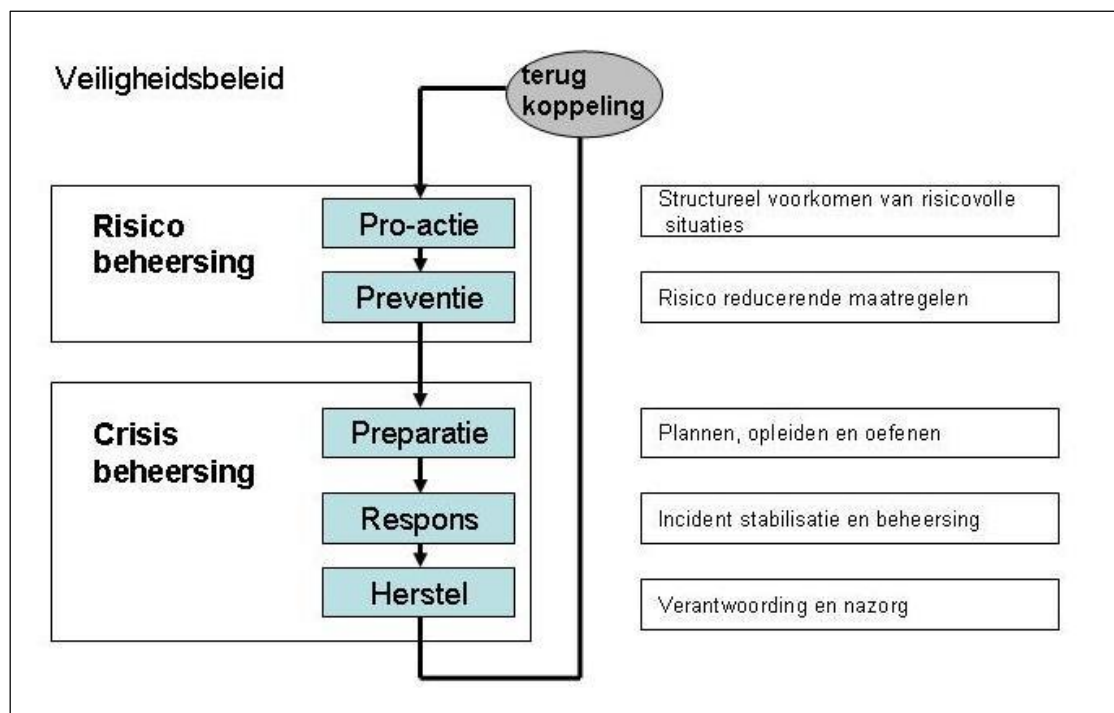 Veiligheidsbeleid
terug
koppeling
Risico
beheersing
Pro-actie
Structureel voorkomen van risicovolle
situaties
Preventie
Risico reducerende maatregelen
Crisis
beheersing
Preparatie
Plannen, opleiden en oefenen
Respons
Incident stabilisatie en beheersing
Herstel
Verantwoording en nazorg